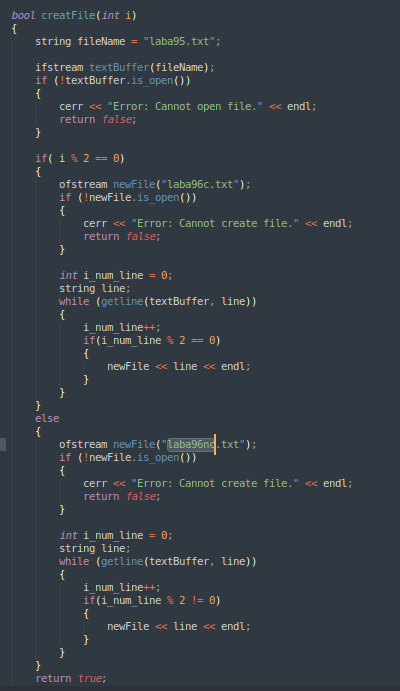 bool creatFile(int i)
{
    string fileName = "laba95.txt";

    ifstream textBuffer(fileName);
    if (!textBuffer.is_open())
    {
        cerr << "Error: Cannot open file." << endl;
        return false;
    }

    if( i % 2 == 0)
    {
        ofstream newFile("laba96c.txt");
        if (!newFile.is_open())
        {
            cerr << "Error: Cannot create file." << endl;
            return false;
        }

        int i_num_line = 0;
        string line;
        while (getline(textBuffer, line))
        {
            i_num_line++;
            if(i_num_line % 2 == 0)
            {
                newFile << line << endl;
            }
        }
    }
    else
    {
        ofstream newFile("laba96nc.txt");
        if (!newFile.is_open())
        {
            cerr << "Error: Cannot create file." << endl;
            return false;
        }

        int i_num_line = 0;
        string line;
        while (getline(textBuffer, line))
        {
            i_num_line++;
            if(i_num_line % 2 != 0)
            {
                newFile << line << endl;
            }
        }
    }
    return true;